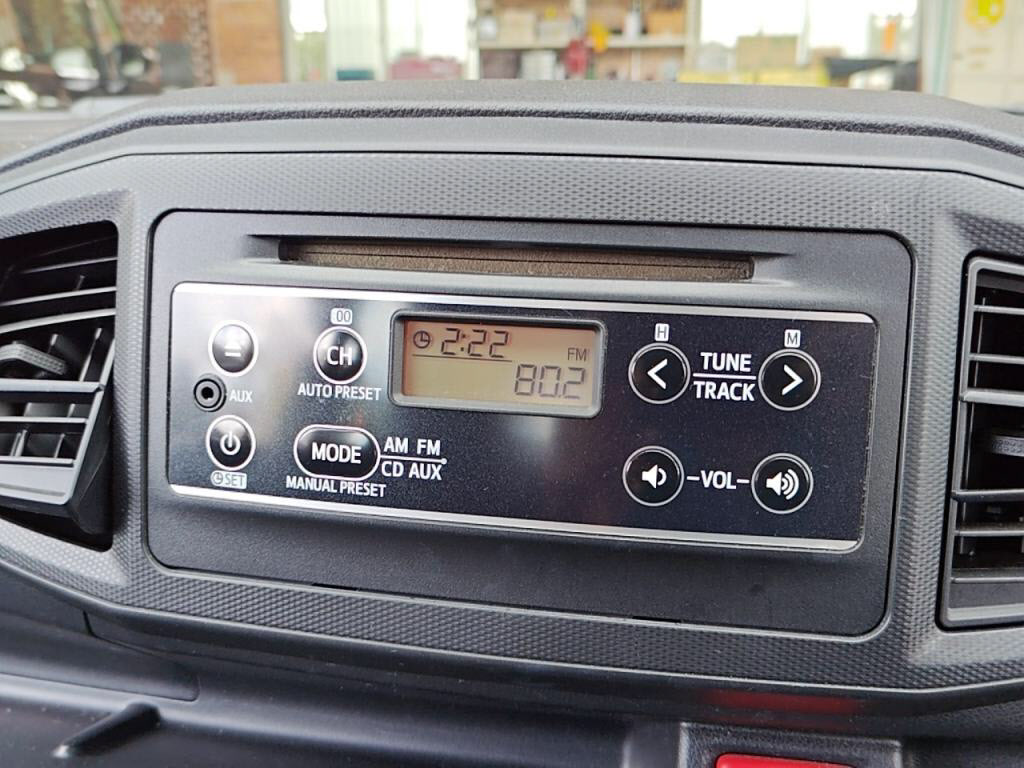 00
CH
AUTO PRESET
AUX
SET
MODE
AM FM
CD AUX
MANUAL PRESET
2:22
FM
80.2
H
M
TUNE
TRACK
-VOL-